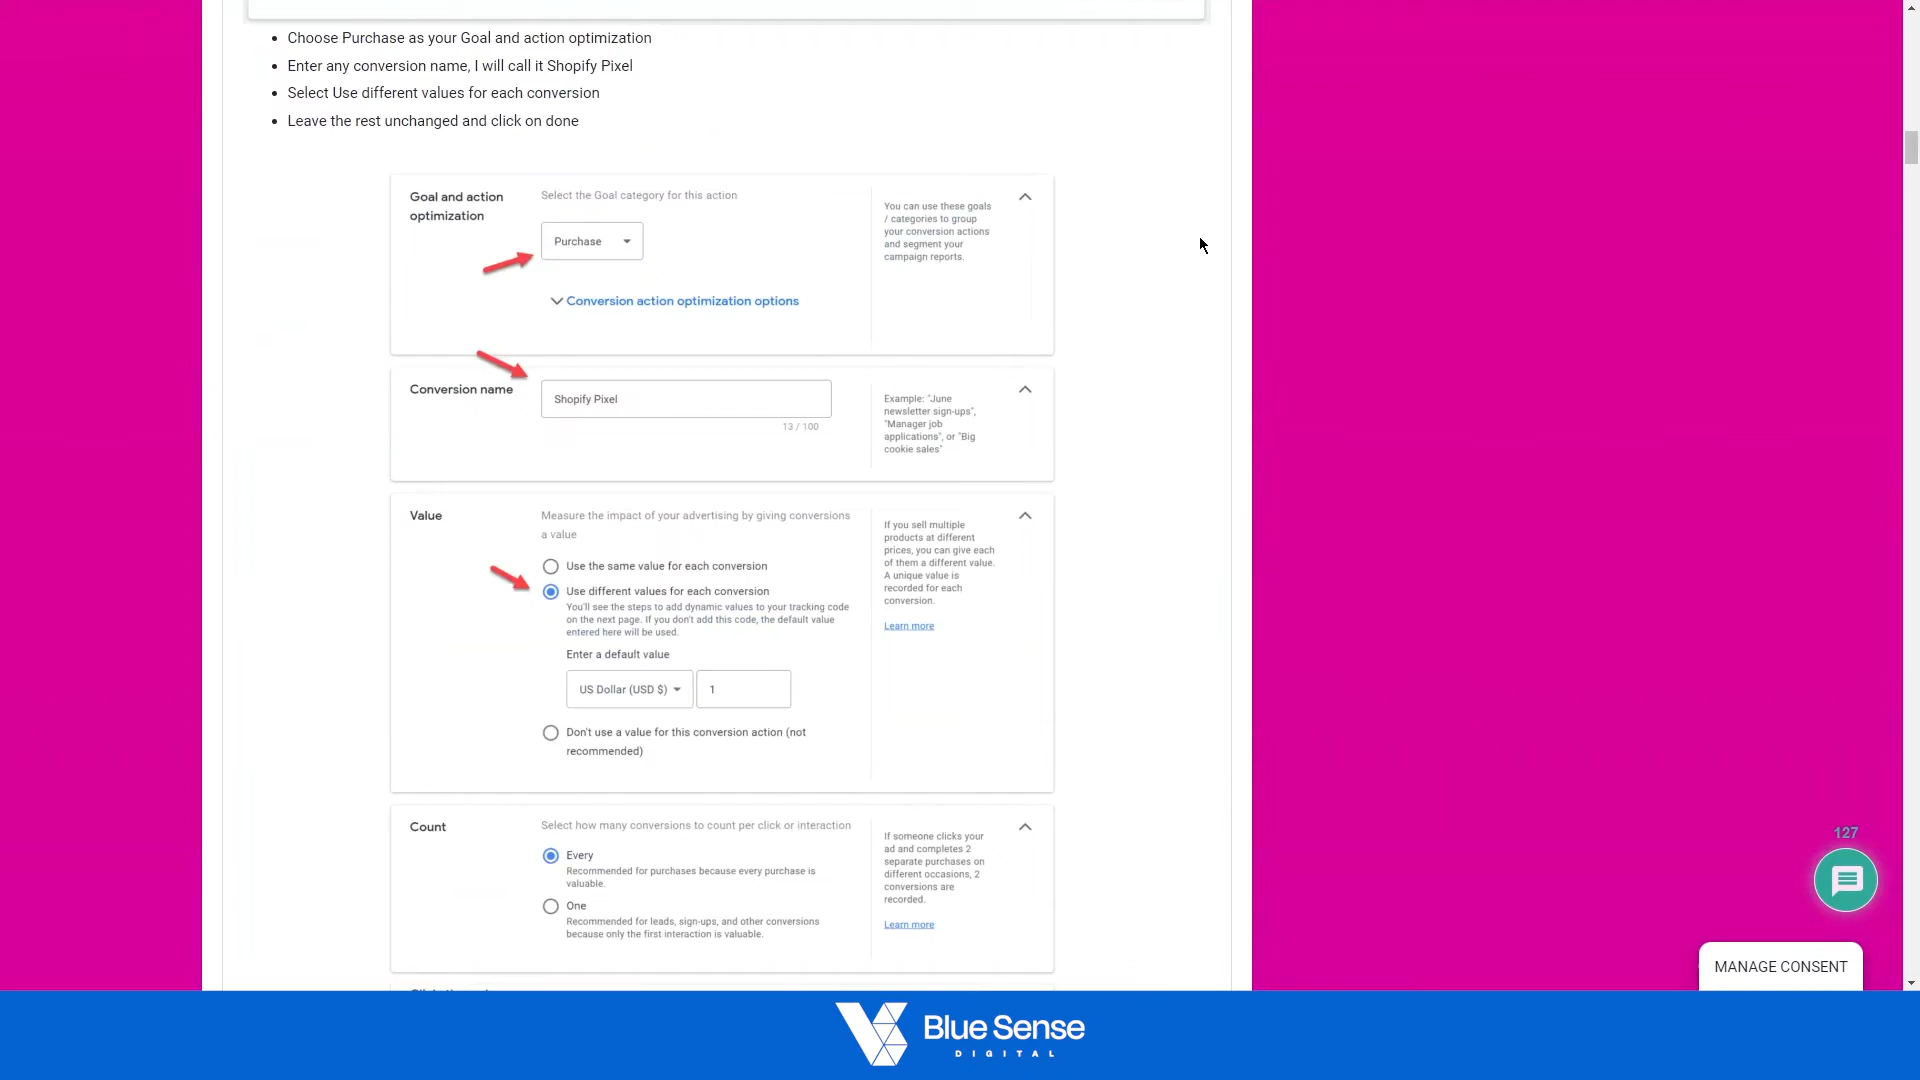 Choose Purchase as your Goal and action optimization
Enter any conversion name, I will call it Shopify Pixel
Select Use different values for each conversion
Leave the rest unchanged and click on done
Goal and action
optimization
Select the Goal category for this action
Purchase
Conversion action optimization options
You can use these goals
/ categories to group
your conversion actions
and segment your
campaign reports.
Conversion name
Shopify Pixel
13 / 100
Example: "June
newsletter sign-ups",
"Manager job
applications", or "Big
cookie sales"
Value
Measure the impact of your advertising by giving conversions
a value
Use the same value for each conversion
Use different values for each conversion
You'll see the steps to add dynamic values to your tracking code
on the next page. If you don't add this code, the default value
entered here will be used.
Enter a default value
US Dollar (USD $)
1
Don't use a value for this conversion action (not
recommended)
If you sell multiple
products at different
prices, you can give each
of them a different value.
A unique value is
recorded for each
conversion.
Learn more
Count
Select how many conversions to count per click or interaction
Every
Recommended for purchases because every purchase is
valuable.
One
Recommended for leads, sign-ups, and other conversions
because only the first interaction is valuable.
If someone clicks your
ad and completes 2
separate purchases on
different occasions, 2
conversions are
recorded.
Learn more
127
MANAGE CONSENT
Blue Sense
DIGITAL